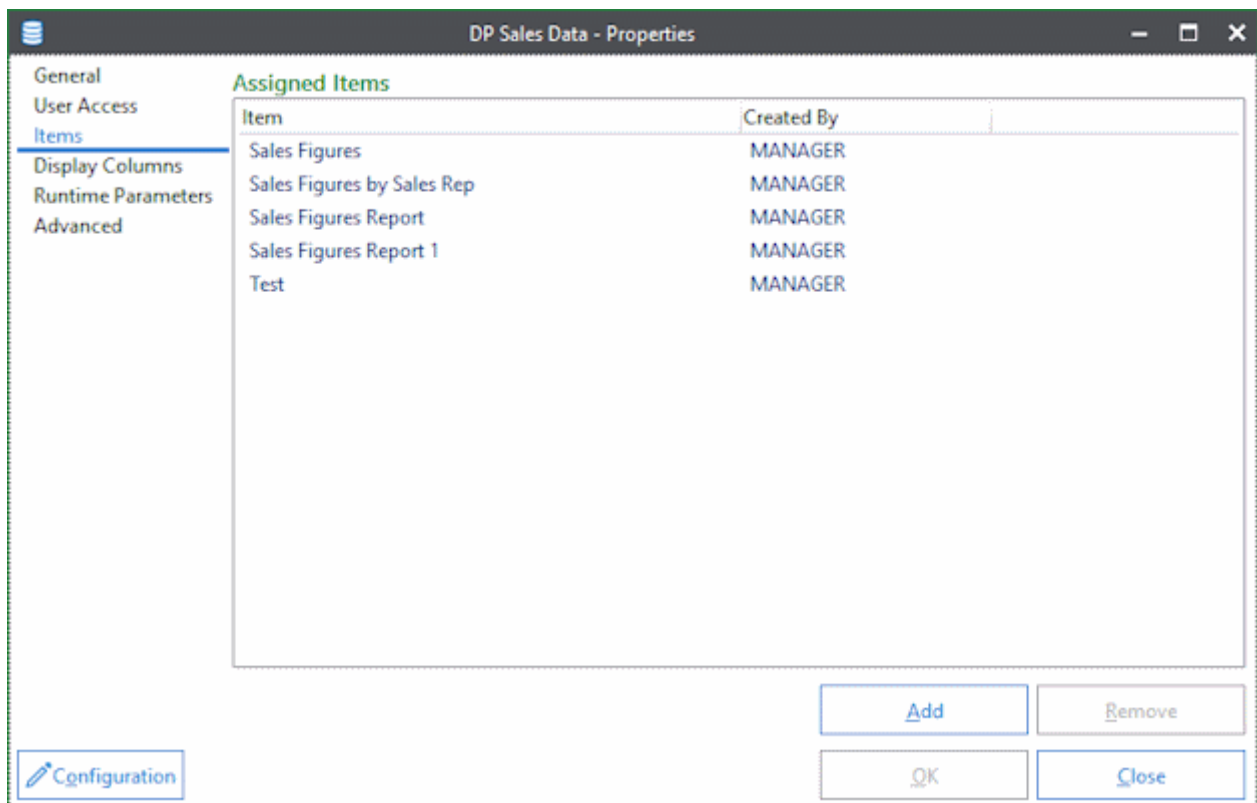 DP Sales Data - Properties
General
User Access
Items
Display Columns
Runtime Parameters
Advanced
Assigned Items
Item Created By
Sales Figures MANAGER
Sales Figures by Sales Rep MANAGER
Sales Figures Report MANAGER
Sales Figures Report 1 MANAGER
Test MANAGER
Add Remove
Configuration OK Close